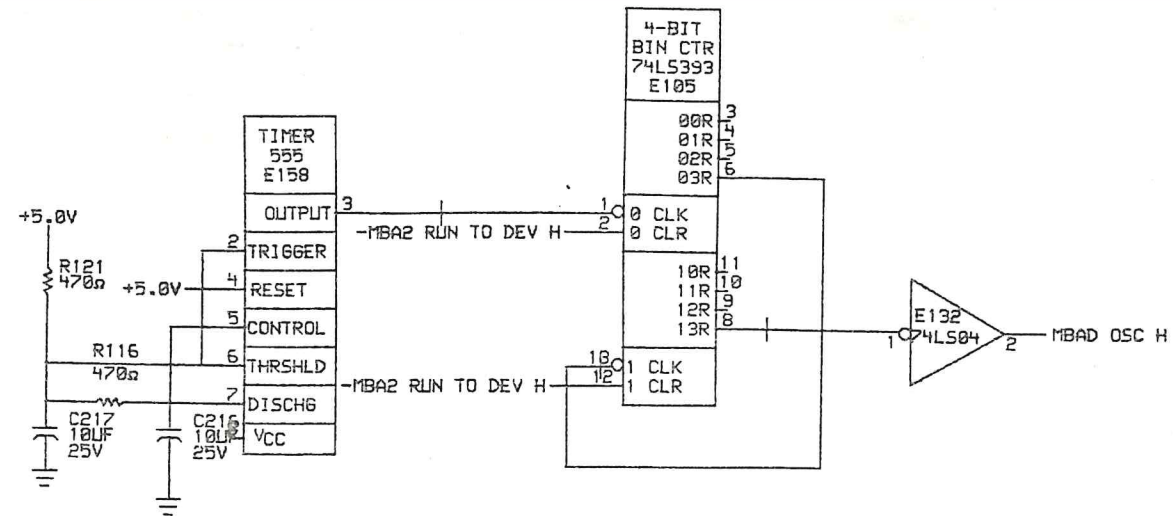 4-BIT
BIN CTR
74LS393
E105
00R 3
01R 4
02R 5
03R 6
1 0 CLK
2 0 CLR
10R 11
11R 10
12R 9
13R 8
13 1 CLK
12 1 CLR
TIMER
555
E158
OUTPUT 3
2 TRIGGER
4 RESET
5 CONTROL
6 THRSHLD
7 DISCHG
VCC
+5.0V
R121
470Ω
+5.0V
R116
470Ω
C217
10UF
25V
C216
10UF
25V
-MBA2 RUN TO DEV H
-MBA2 RUN TO DEV H
E132
74LS04
1
2
MBAD OSC H